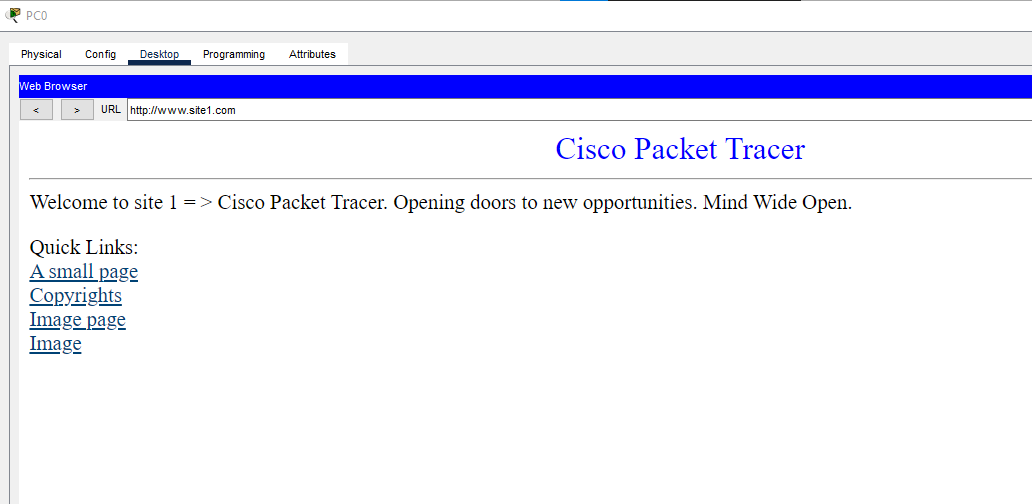 PC0
Physical Config Desktop Programming Attributes
Web Browser
< > URL http://www.site1.com
Cisco Packet Tracer
Welcome to site 1 = > Cisco Packet Tracer. Opening doors to new opportunities. Mind Wide Open.
Quick Links:
A small page
Copyrights
Image page
Image